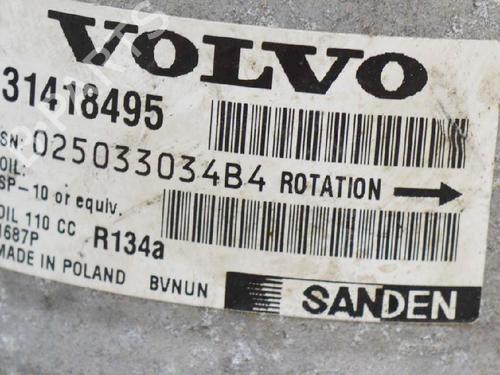 VOLVO
31418495
SN: 025033034B4 ROTATION
OIL:
SP-10 or equiv.
OIL 110 CC R134a
1687P
MADE IN POLAND BVNUN
SANDEN